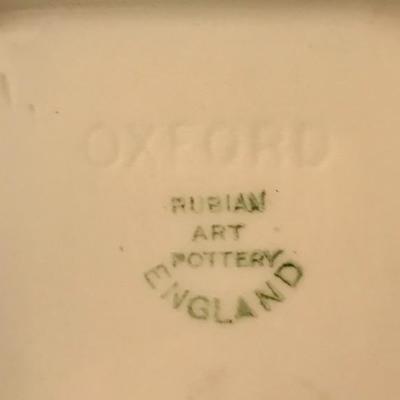 OXFORD
RUBIAN
ART
POTTERY
ENGLAND